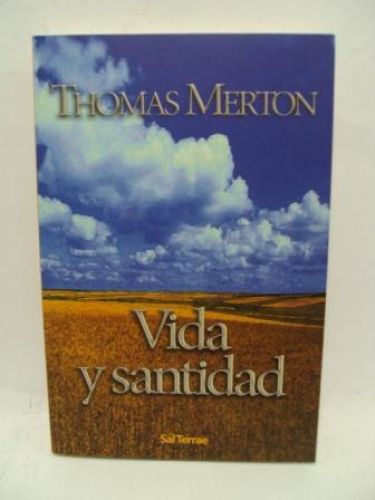 THOMAS MERTON
Vida
y santidad
Sal Terrae